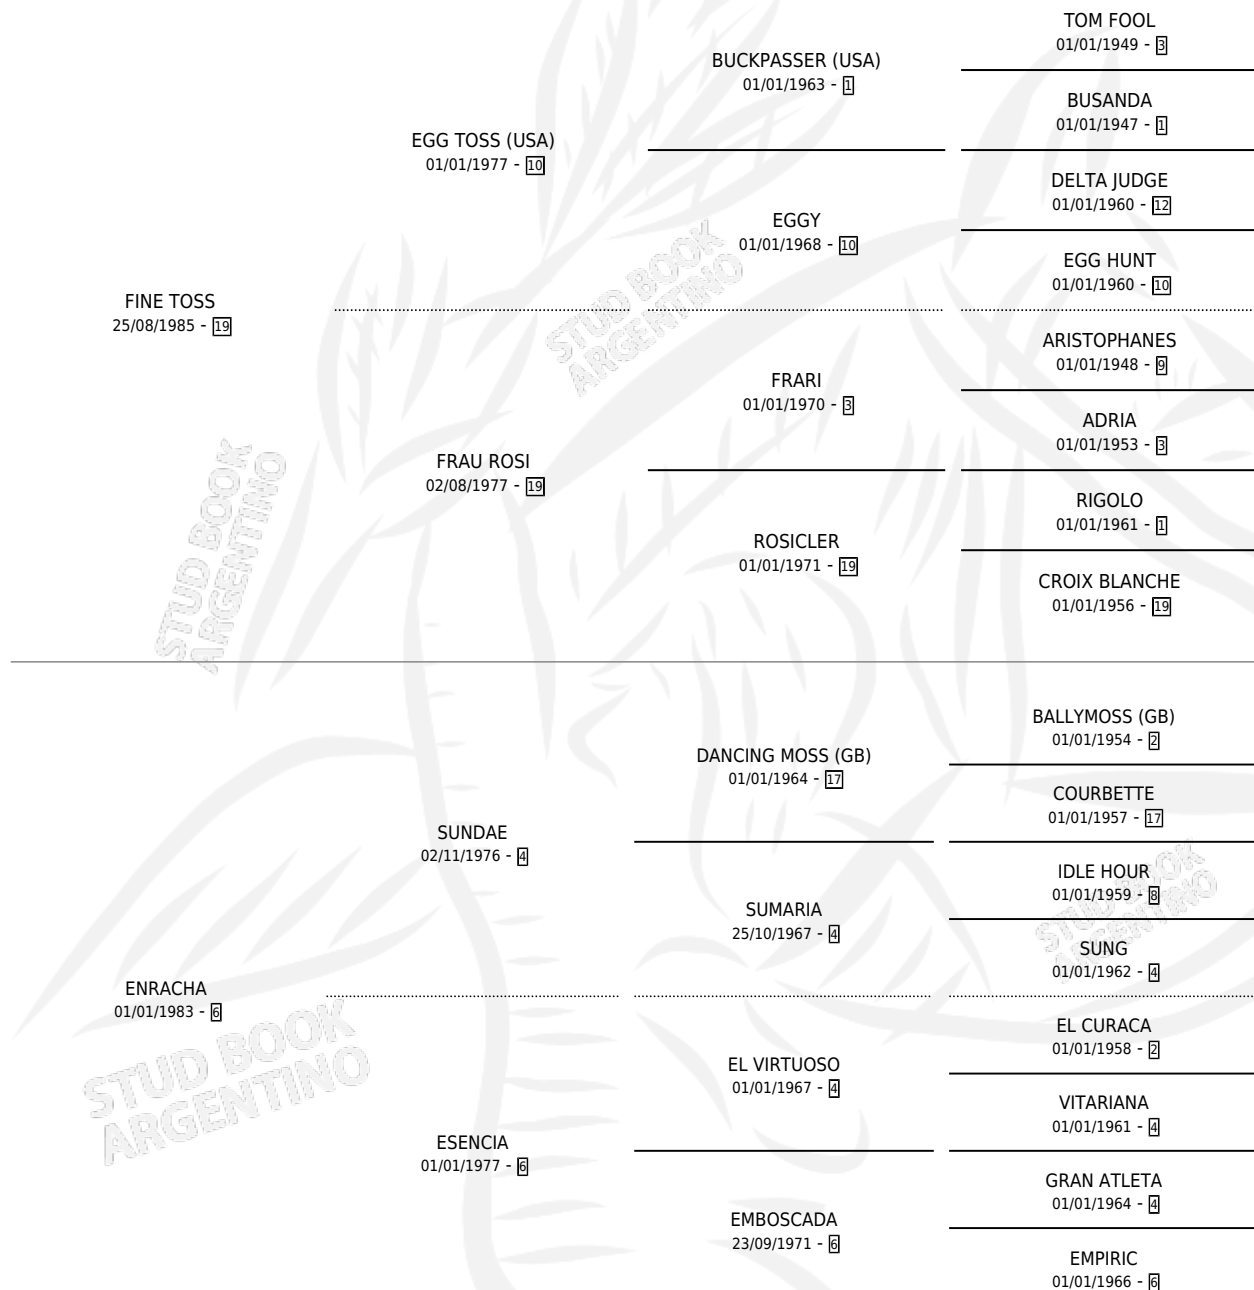 TOM FOOL
01/01/1949 - 3
BUCKPASSER (USA)
01/01/1963 - 1
BUSANDA
01/01/1947 - 1
EGG TOSS (USA)
01/01/1977 - 10
DELTA JUDGE
01/01/1960 - 12
EGGY
01/01/1968 - 10
EGG HUNT
01/01/1960 - 10
FINE TOSS
25/08/1985 - 19
STUD BOOK
ARGENTINO
ARISTOPHANES
01/01/1948 - 9
FRARI
01/01/1970 - 3
ADRIA
01/01/1953 - 3
FRAU ROSI
02/08/1977 - 19
RIGOLO
01/01/1961 - 1
ROSICLER
01/01/1971 - 19
CROIX BLANCHE
01/01/1956 - 19
STUD BOOK
ARGENTINO
BALLYMOSS (GB)
01/01/1954 - 2
DANCING MOSS (GB)
01/01/1964 - 17
COURBETTE
01/01/1957 - 17
SUNDAE
02/11/1976 - 4
IDLE HOUR
01/01/1959 - 8
SUMARIA
25/10/1967 - 4
SUNG
01/01/1962 - 4
STUD BOOK
ARGENTINO
ENRACHA
01/01/1983 - 6
EL CURACA
01/01/1958 - 2
EL VIRTUOSO
01/01/1967 - 4
VITARIANA
01/01/1961 - 4
STUD BOOK
ARGENTINO
ESENCIA
01/01/1977 - 6
GRAN ATLETA
01/01/1964 - 4
EMBOSCADA
23/09/1971 - 6
EMPIRIC
01/01/1966 - 6